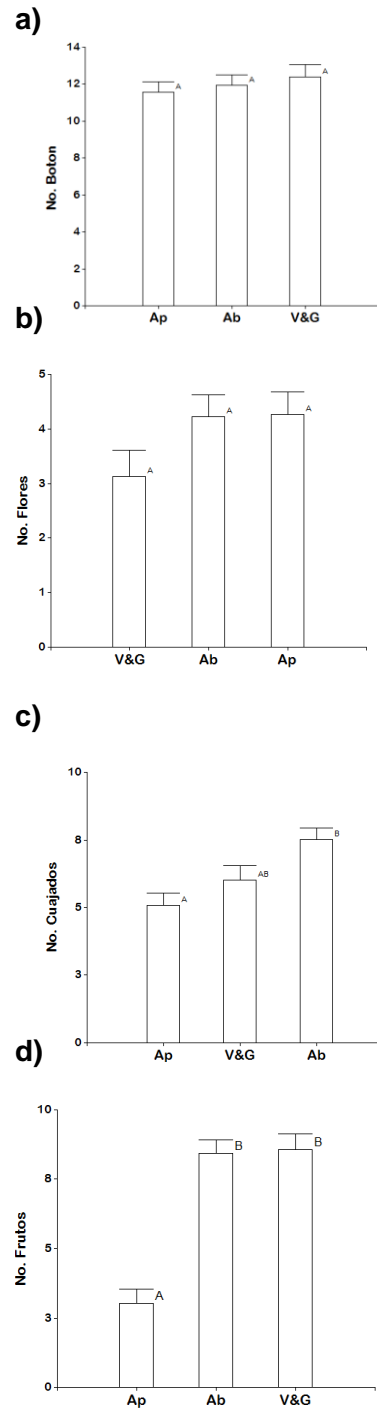 a)
14
12
10
8
6
4
2
0
No. Boton
A
A
A
Ap Ab V&G
b)
5
4
3
2
1
0
No. Flores
A
A
A
V&G Ab Ap
c)
10
8
5
3
0
No. Cuajados
A
AB
B
Ap V&G Ab
d)
10
8
5
3
0
No. Frutos
A
B
B
Ap Ab V&G